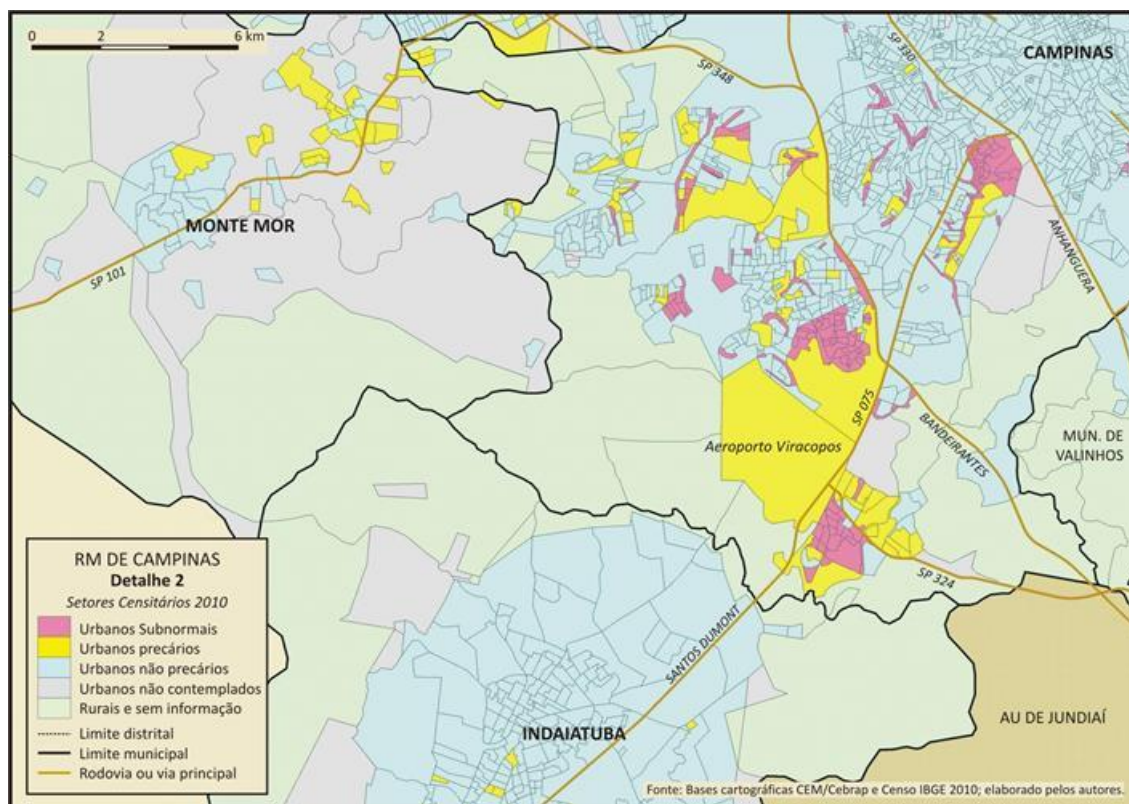 0 2 6 km
SP 348
SP 330
CAMPINAS
MONTE MOR
SP 101
ANHANGUERA
SP 075
Aeroporto Viracopos
BANDEIRANTES
MUN. DE
VALINHOS
SP 324
SANTOS DUMONT
INDAIATUBA
AU DE JUNDIAÍ
RM DE CAMPINAS
Detalhe 2
Setores Censitários 2010
Urbanos Subnormais
Urbanos precários
Urbanos não precários
Urbanos não contemplados
Rurais e sem informação
Limite distrital
Limite municipal
Rodovia ou via principal
Fonte: Bases cartográficas CEM/Cebrap e Censo IBGE 2010; elaborado pelos autores.